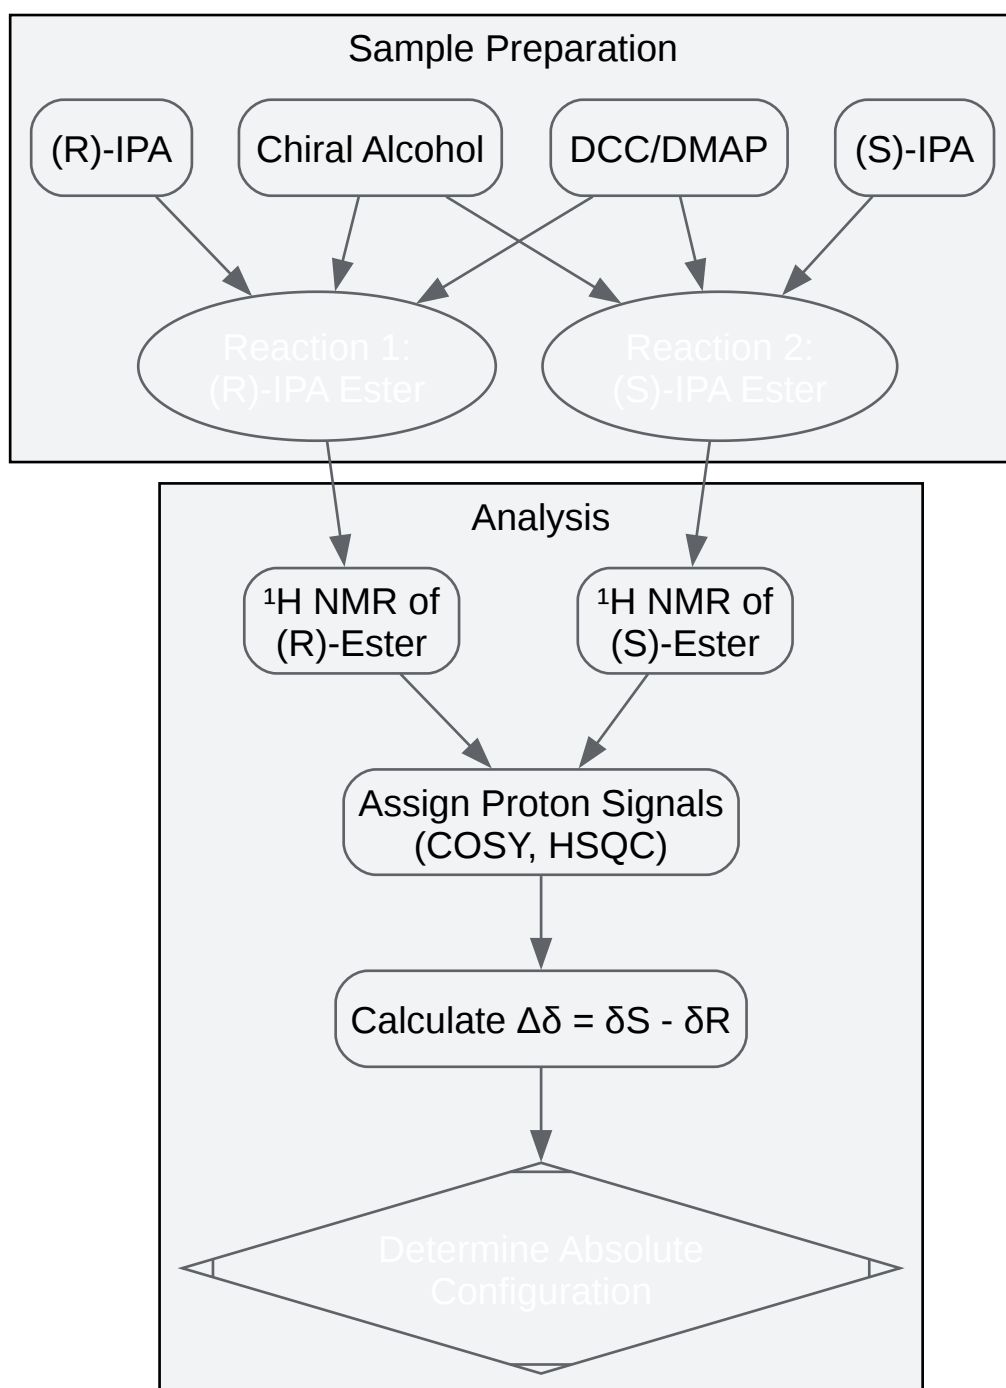 Sample Preparation
(R)-IPA
Chiral Alcohol
DCC/DMAP
(S)-IPA
Reaction 1:
(R)-IPA Ester
Reaction 2:
(S)-IPA Ester
Analysis
¹H NMR of
(R)-Ester
¹H NMR of
(S)-Ester
Assign Proton Signals
(COSY, HSQC)
Calculate Δδ = δS - δR
Determine Absolute
Configuration